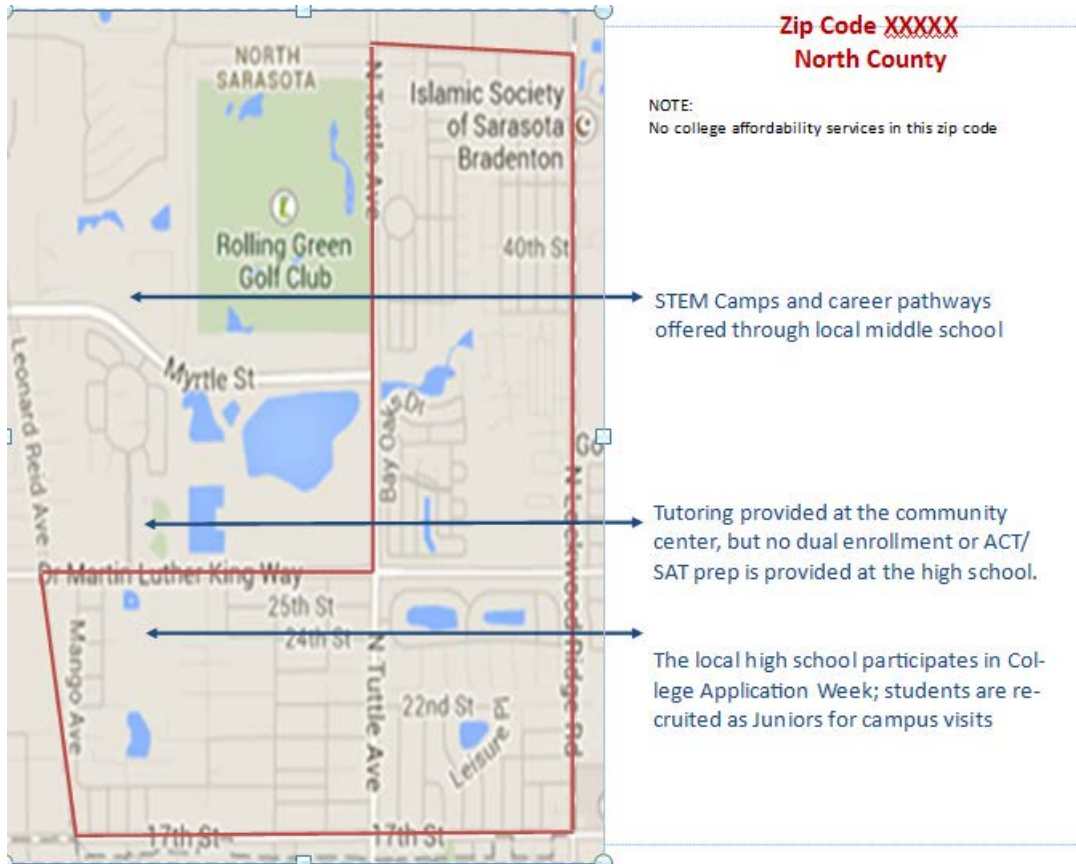 Zip Code XXXXX
North County
NOTE:
No college affordability services in this zip code
NORTH
SARASOTA
N Tuttle Ave
Islamic Society
of Sarasota
Bradenton
Rolling Green
Golf Club
40th St
STEM Camps and career pathways
offered through local middle school
Leonard Reid Ave
Myrtle St
Bay Oaks Dr
Go
N Lockwood Ridge Rd
Tutoring provided at the community
center, but no dual enrollment or ACT/
SAT prep is provided at the high school.
Dr Martin Luther King Way
25th St
24th St
Mango Ave
N Tuttle Ave
22nd St
Leisure Pl
The local high school participates in Col-
lege Application Week; students are re-
cruited as Juniors for campus visits
17th St
17th St